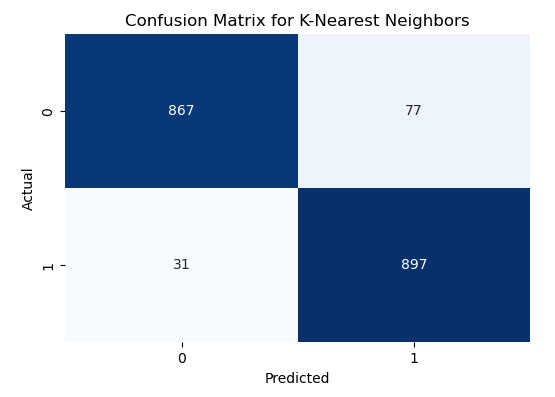 Confusion Matrix for K-Nearest Neighbors
Actual
0
867
77
1
31
897
0
1
Predicted